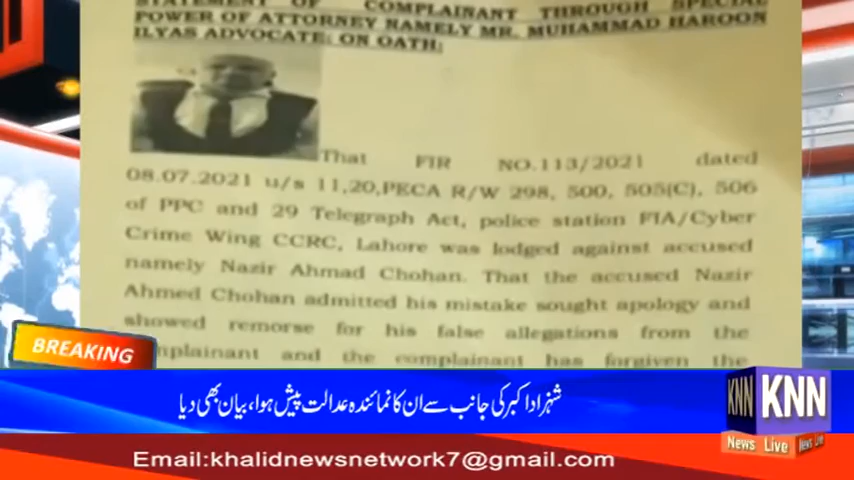 STATEMENT OF COMPLAINANT THROUGH SPECIAL
POWER OF ATTORNEY NAMELY MR. MUHAMMAD HAROON
ILYAS ADVOCATE; ON OATH;
That FIR NO.113/2021 dated
08.07.2021 u/s 11,20,PECA R/W 298, 500, 505(C), 506
of PPC and 29 Telegraph Act, police station FIA/Cyber
Crime Wing CCRC, Lahore was lodged against accused
namely Nazir Ahmad Chohan. That the accused Nazir
Ahmed Chohan admitted his mistake sought apology and
showed remorse for his false allegations from the
mplainant and the complainant has forgiven the
BREAKING
شہزاد اکبر کی جانب سے ان کا نمائندہ عدالت پیش ہوا، بیان بھی دیا
KNN KNN
News Live News Live
Email:khalidnewsnetwork7@gmail.com